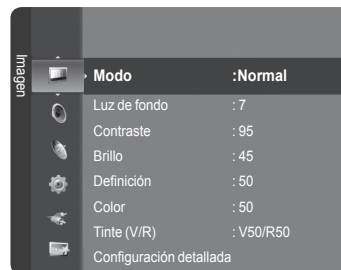 Imagen
Modo :Normal
Luz de fondo : 7
Contraste : 95
Brillo : 45
Definición : 50
Color : 50
Tinte (V/R) : V50/R50
Configuración detallada